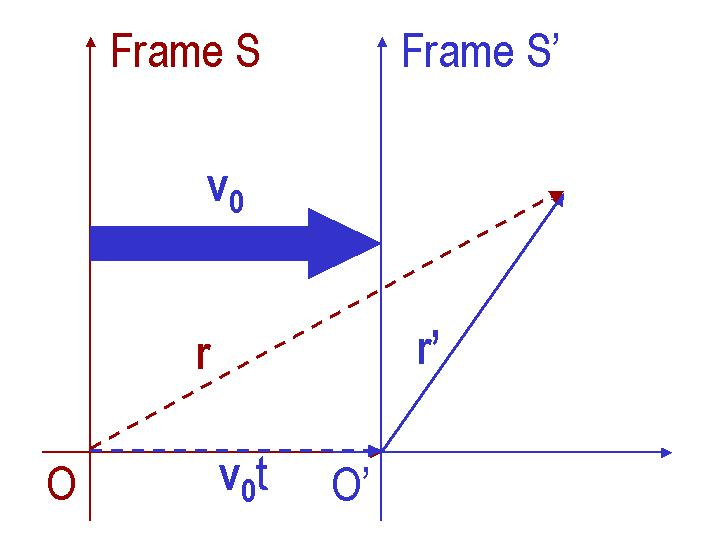 Frame S
Frame S’
v₀
r
r’
O
v₀t
O’